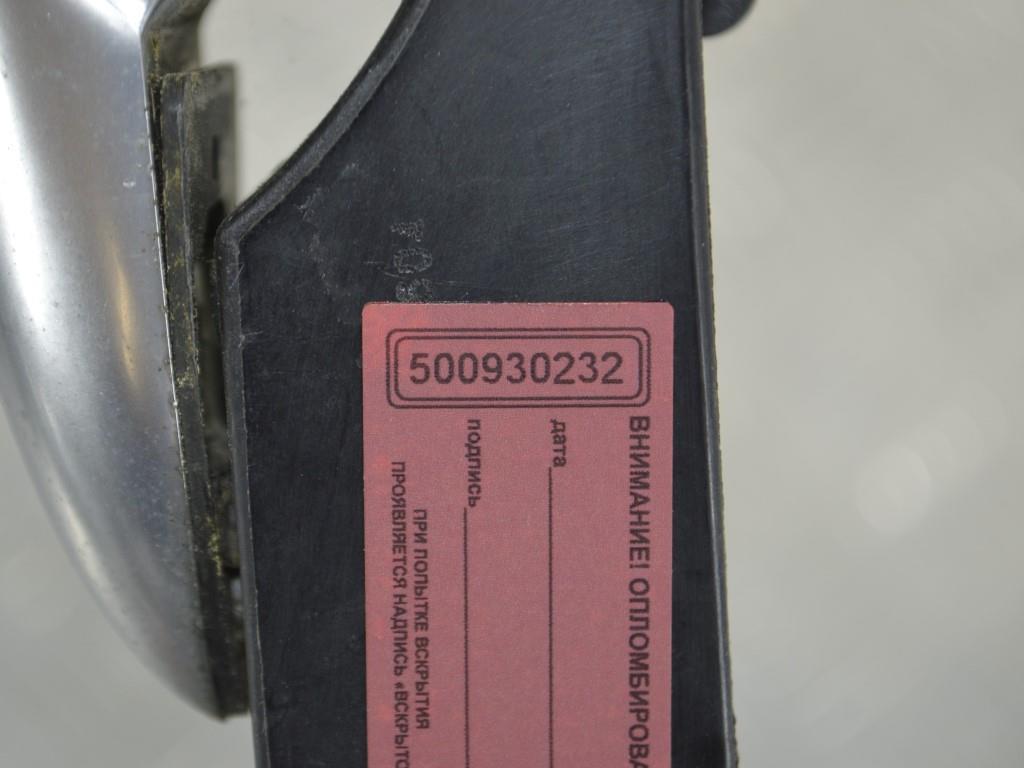 500930232
ВНИМАНИЕ! ОПЛОМБИРОВА
дата
подпись
ПРИ ПОПЫТКЕ ВСКРЫТИЯ
ПРОЯВЛЯЕТСЯ НАДПИСЬ «ВСКРЫТО